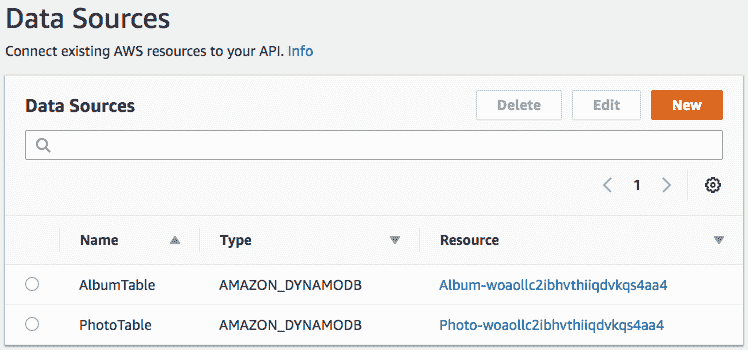 Data Sources
Connect existing AWS resources to your API. Info
Data Sources
Delete Edit New
1
Name Type Resource
AlbumTable AMAZON_DYNAMODB Album-woaollc2ibhvthiiqdvkqs4aa4
PhotoTable AMAZON_DYNAMODB Photo-woaollc2ibhvthiiqdvkqs4aa4